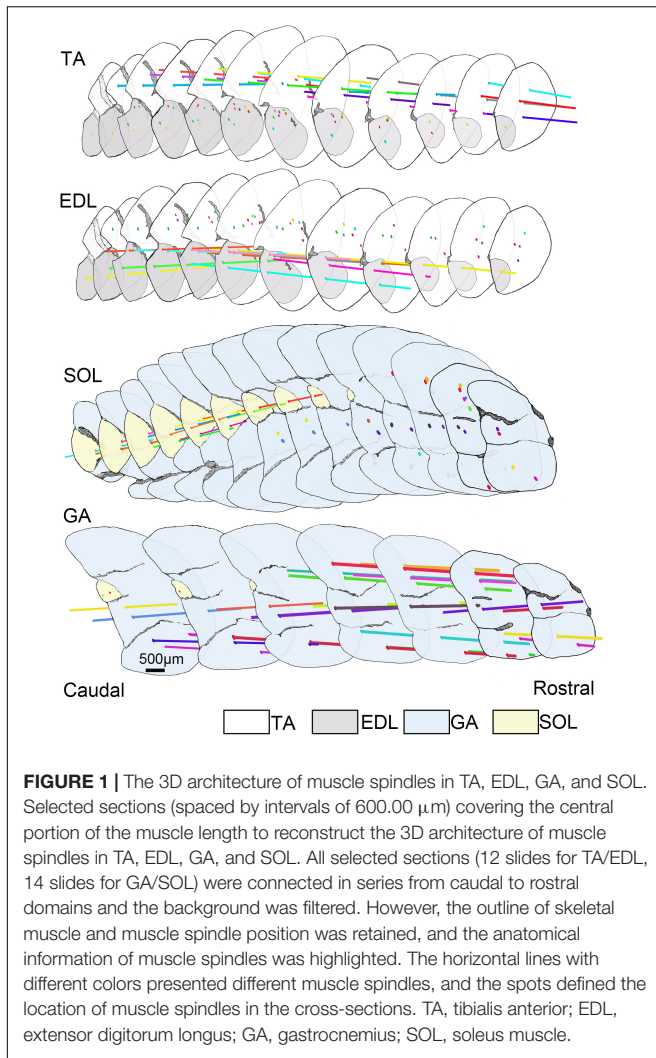 TA
EDL
SOL
GA
500μm
Caudal
Rostral
TA
EDL
GA
SOL
FIGURE 1 | The 3D architecture of muscle spindles in TA, EDL, GA, and SOL.
Selected sections (spaced by intervals of 600.00 μm) covering the central
portion of the muscle length to reconstruct the 3D architecture of muscle
spindles in TA, EDL, GA, and SOL. All selected sections (12 slides for TA/EDL,
14 slides for GA/SOL) were connected in series from caudal to rostral
domains and the background was filtered. However, the outline of skeletal
muscle and muscle spindle position was retained, and the anatomical
information of muscle spindles was highlighted. The horizontal lines with
different colors presented different muscle spindles, and the spots defined the
location of muscle spindles in the cross-sections. TA, tibialis anterior; EDL,
extensor digitorum longus; GA, gastrocnemius; SOL, soleus muscle.